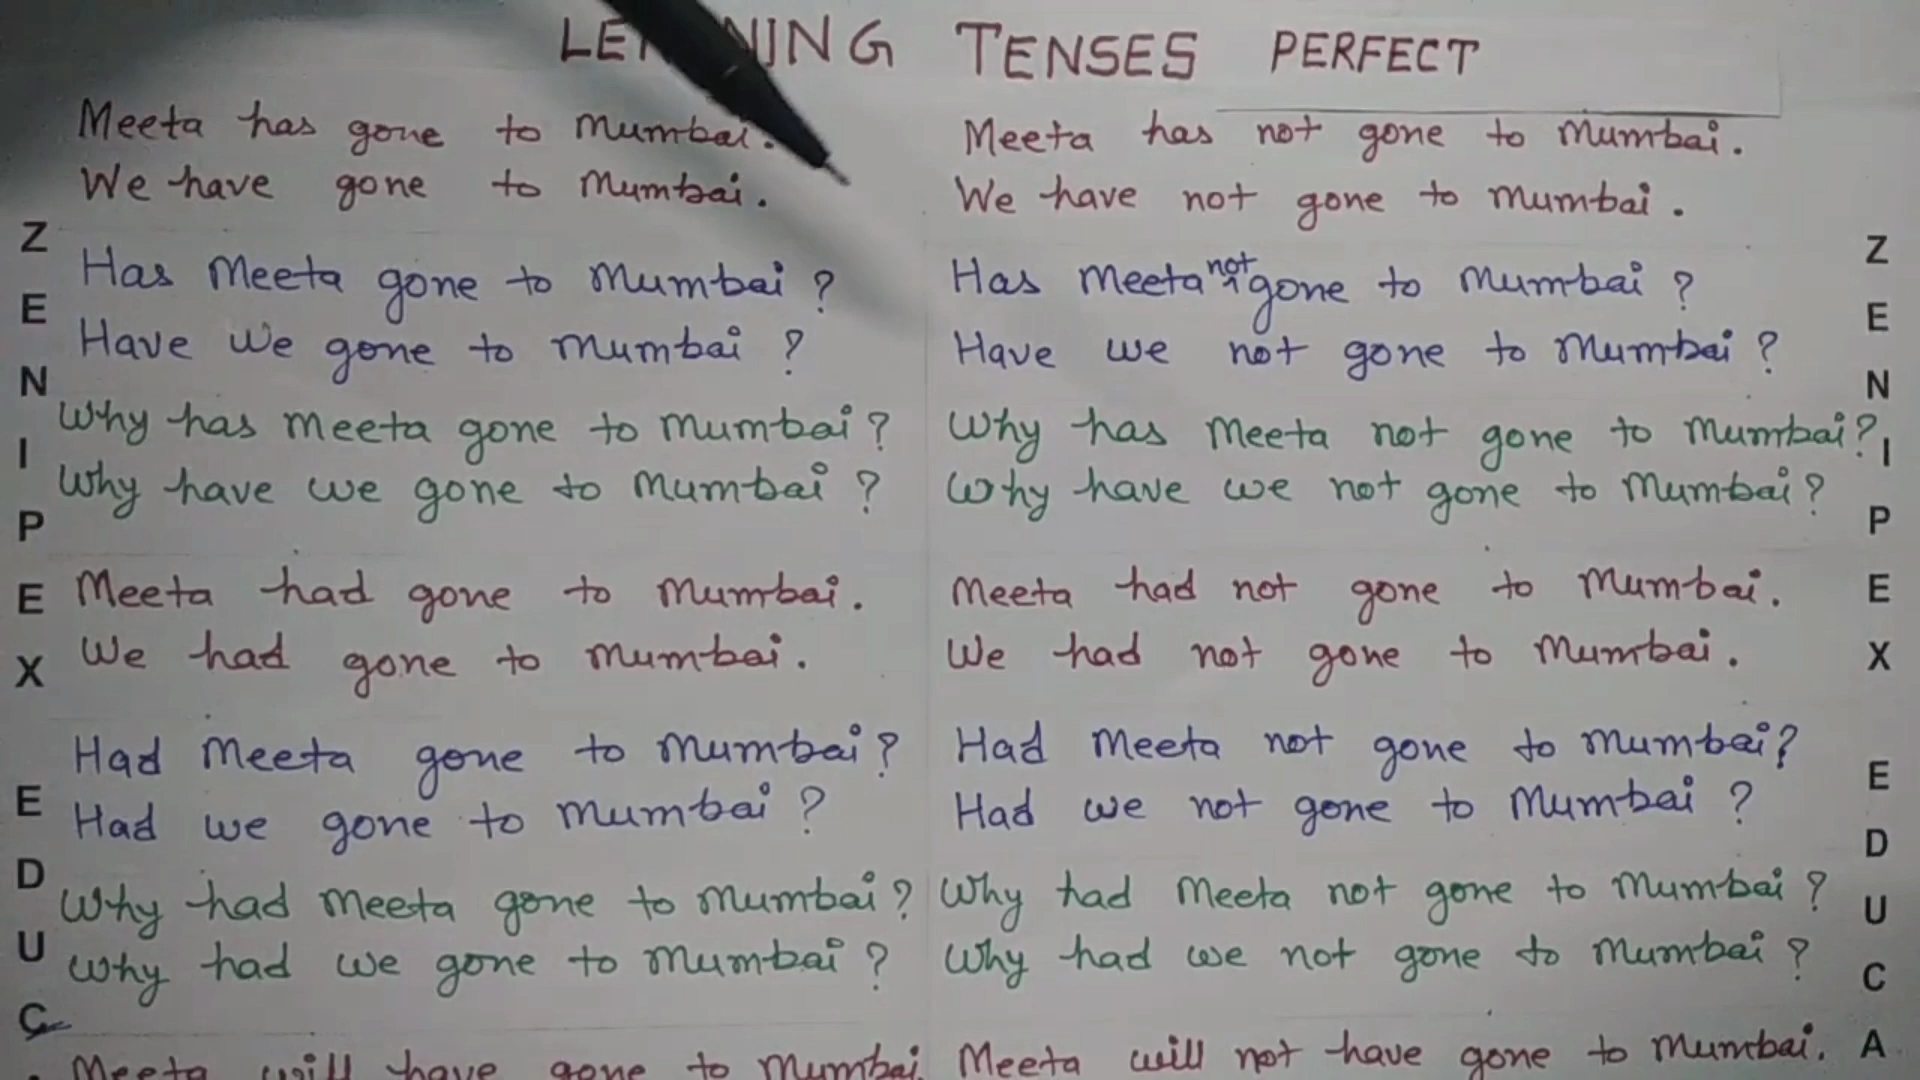 LEARNING TENSES PERFECT
Meeta has gone to Mumbai.
We have gone to Mumbai.
Has Meeta gone to Mumbai ?
Have We gone to Mumbai ?
Why has Meeta gone to Mumbai?
Why have we gone to Mumbai ?
Meeta had gone to Mumbai.
We had gone to Mumbai.
Had Meeta gone to Mumbai?
Had we gone to Mumbai ?
Why had Meeta gone to Mumbai?
Why had we gone to Mumbai ?
Meeta will have gone to Mumbai
Meeta has not gone to Mumbai.
We have not gone to Mumbai.
Has Meeta not gone to Mumbai ?
Have we not gone to Mumbai ?
Why has Meeta not gone to Mumbai?
Why have we not gone to Mumbai?
Meeta had not gone to Mumbai.
We had not gone to Mumbai.
Had Meeta not gone to Mumbai?
Had we not gone to Mumbai ?
Why had Meeta not gone to Mumbai ?
Why had we not gone to Mumbai ?
Meeta will not have gone to Mumbai.
ZENIPEX EDUC
ZENIPEX EDUCA